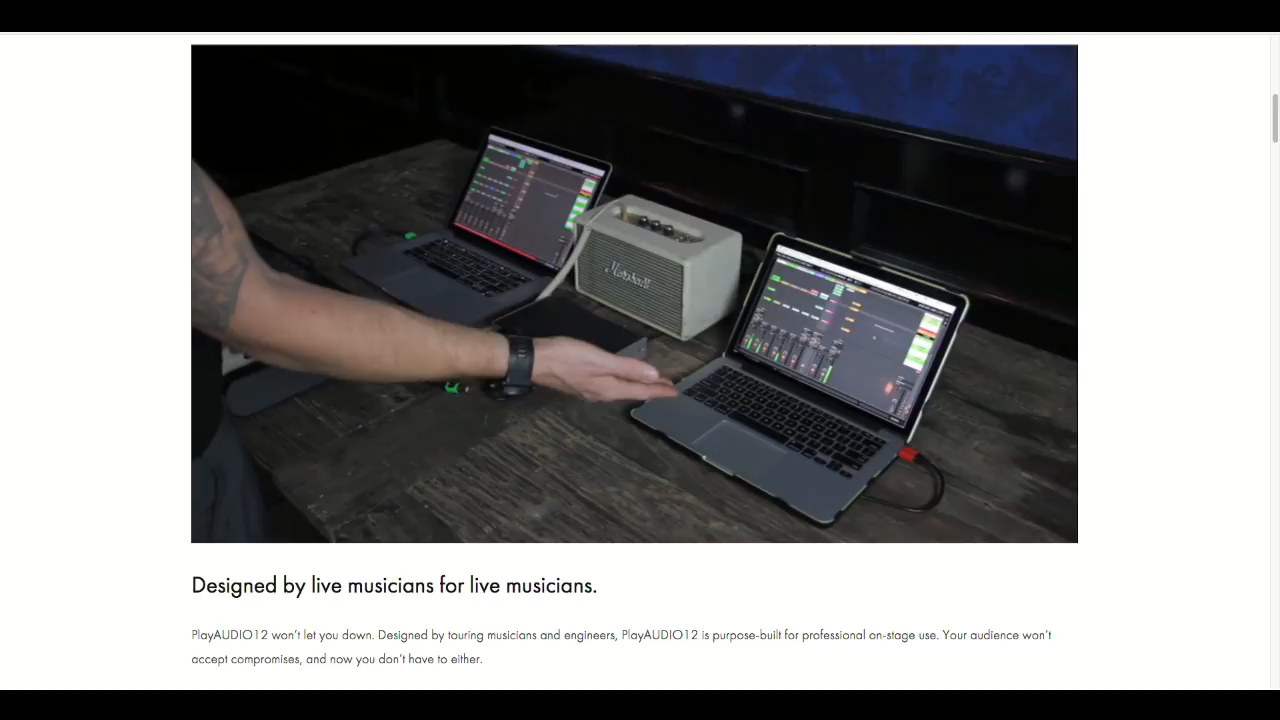 Marshall
Designed by live musicians for live musicians.
PlayAUDIO12 won't let you down. Designed by touring musicians and engineers, PlayAUDIO12 is purpose-built for professional on-stage use. Your audience won't
accept compromises, and now you don't have to either.